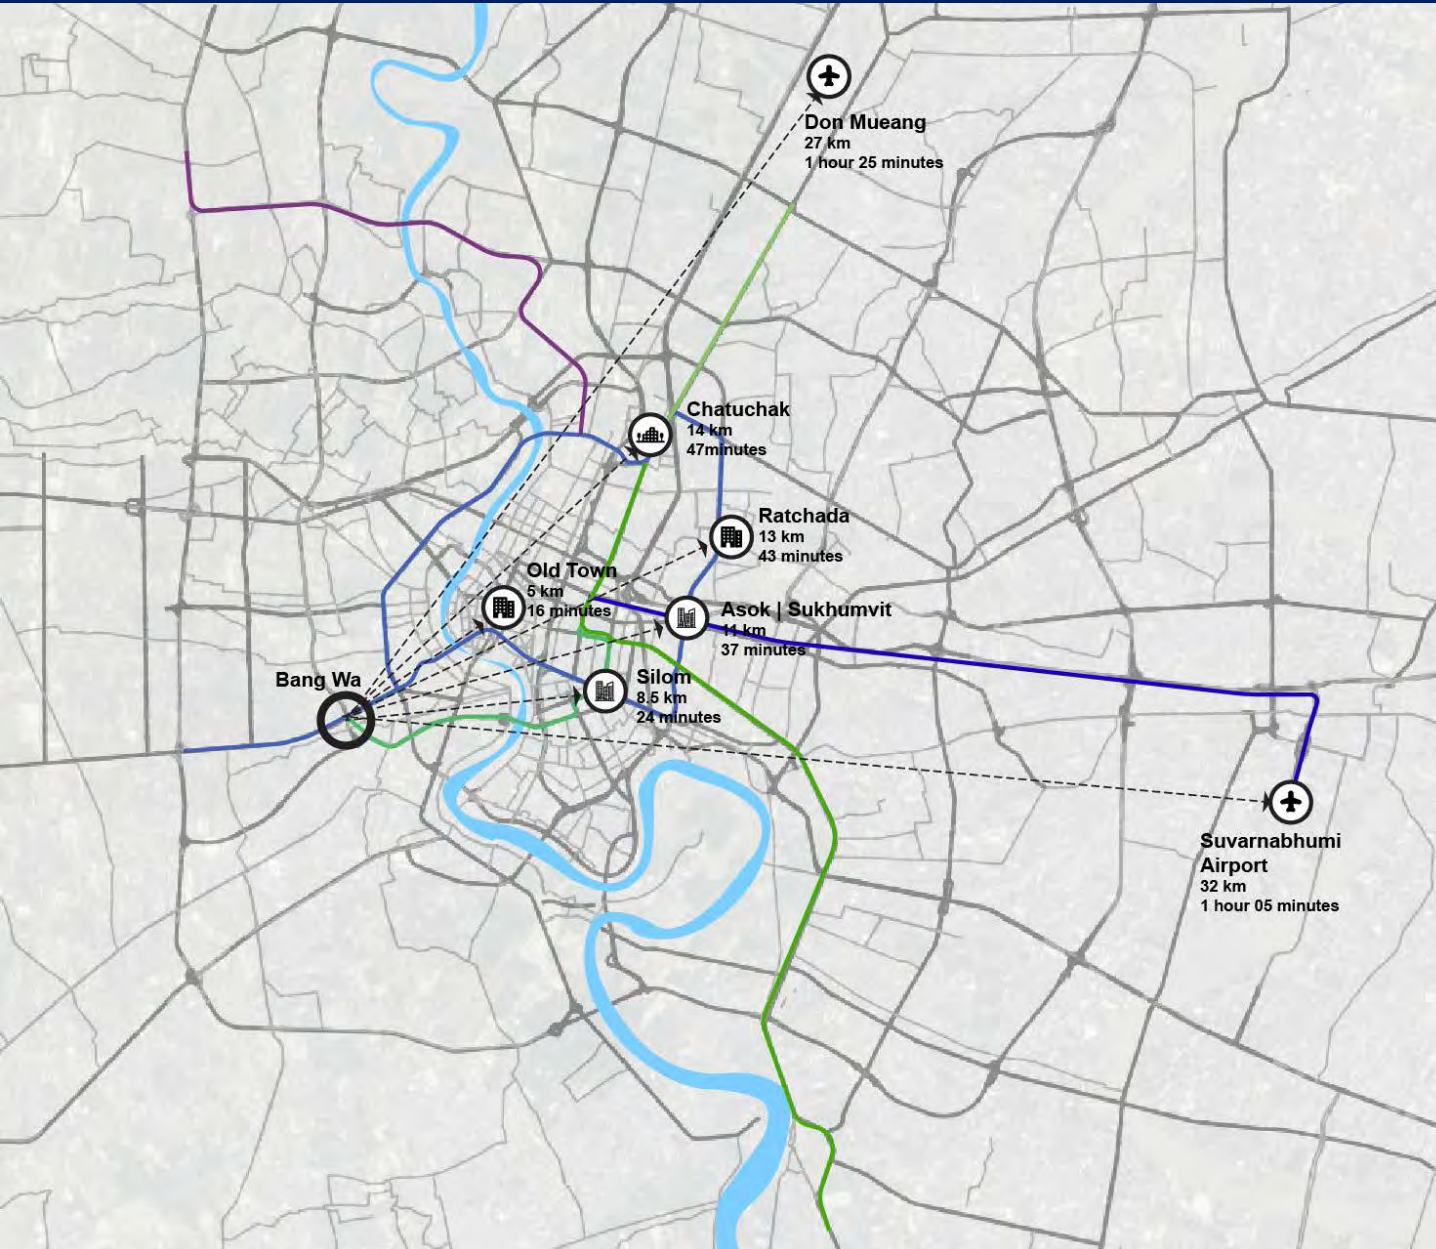 Don Mueang
27 km
1 hour 25 minutes
Chatuchak
14 km
47minutes
Ratchada
13 km
43 minutes
Old Town
5 km
16 minutes
Asok | Sukhumvit
11 km
37 minutes
Bang Wa
Silom
8.5 km
24 minutes
Suvarnabhumi
Airport
32 km
1 hour 05 minutes